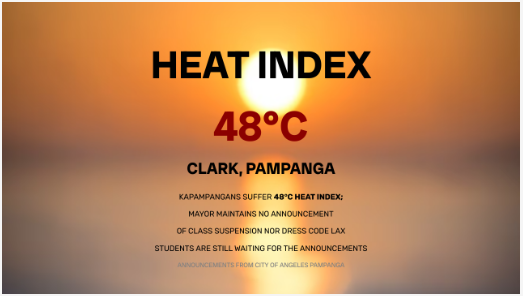 HEAT INDEX
48°C
CLARK, PAMPANGA
KAPAMPANGANS SUFFER 48°C HEAT INDEX;
MAYOR MAINTAINS NO ANNOUNCEMENT
OF CLASS SUSPENSION NOR DRESS CODE LAX
STUDENTS ARE STILL WAITING FOR THE ANNOUNCEMENTS
ANNOUNCEMENTS FROM CITY OF ANGELES PAMPANGA